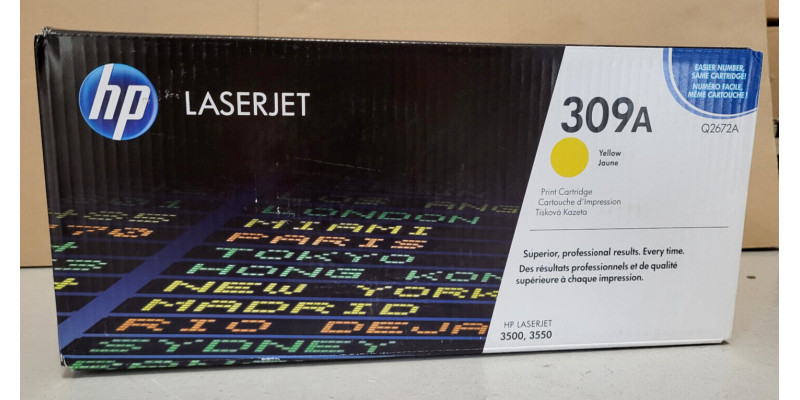 hp
LASERJET
EASIER NUMBER,
SAME CARTRIDGE!
NUMÉRO FACILE,
MÊME CARTOUCHE!
309A
Q2672A
Yellow
Jaune
Print Cartridge
Cartouche d'Impression
Tisková Kazeta
Superior, professional results. Every time.
Des résultats professionnels et de qualité
supérieure à chaque impression.
HP LASERJET
3500, 3550
LONDON
MIAMI
PARIS
TOKYO
HONG KON
NEW YORK
MADRID
RIO DEJA
SYDNEY